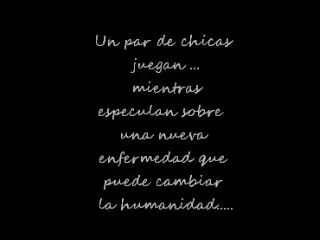 Un par de chicas
juegan ...
mientras
especulan sobre
una nueva
enfermedad que
puede cambiar
la humanidad.....